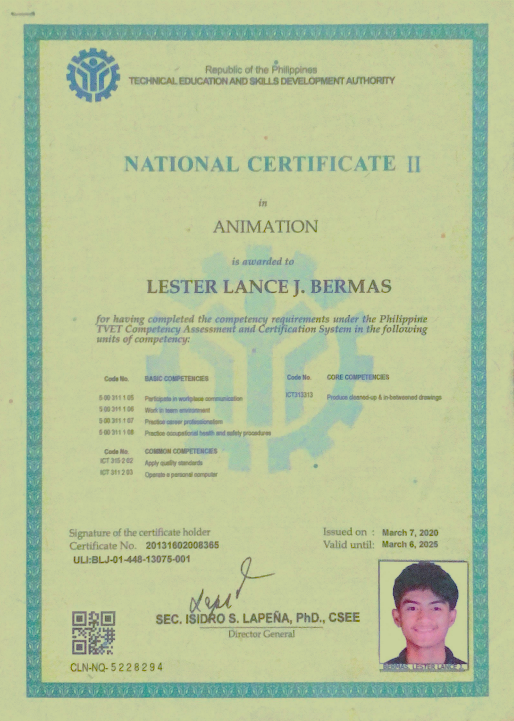 Republic of the Philippines
TECHNICAL EDUCATION AND SKILLS DEVELOPMENT AUTHORITY
NATIONAL CERTIFICATE II
in
ANIMATION
is awarded to
LESTER LANCE J. BERMAS
for having completed the competency requirements under the Philippine
TVET Competency Assessment and Certification System in the following
units of competency:
Code No. BASIC COMPETENCIES
5 00 311 1 05 Participate in workplace communication
5 00 311 1 06 Work in team environment
5 00 311 1 07 Practice career professionalism
5 00 311 1 08 Practice occupational health and safety procedures
Code No. COMMON COMPETENCIES
ICT 315 2 02 Apply quality standards
ICT 311 2 03 Operate a personal computer
Code No. CORE COMPETENCIES
ICT313313 Produce cleaned-up & in-betweened drawings
Signature of the certificate holder
Certificate No. 20131602008365
ULI:BLJ-01-448-13075-001
Issued on : March 7, 2020
Valid until: March 6, 2025
SEC. ISIDRO S. LAPEÑA, PhD., CSEE
Director General
CLN-NQ-5228294
BERMAS, LESTER LANCE J.